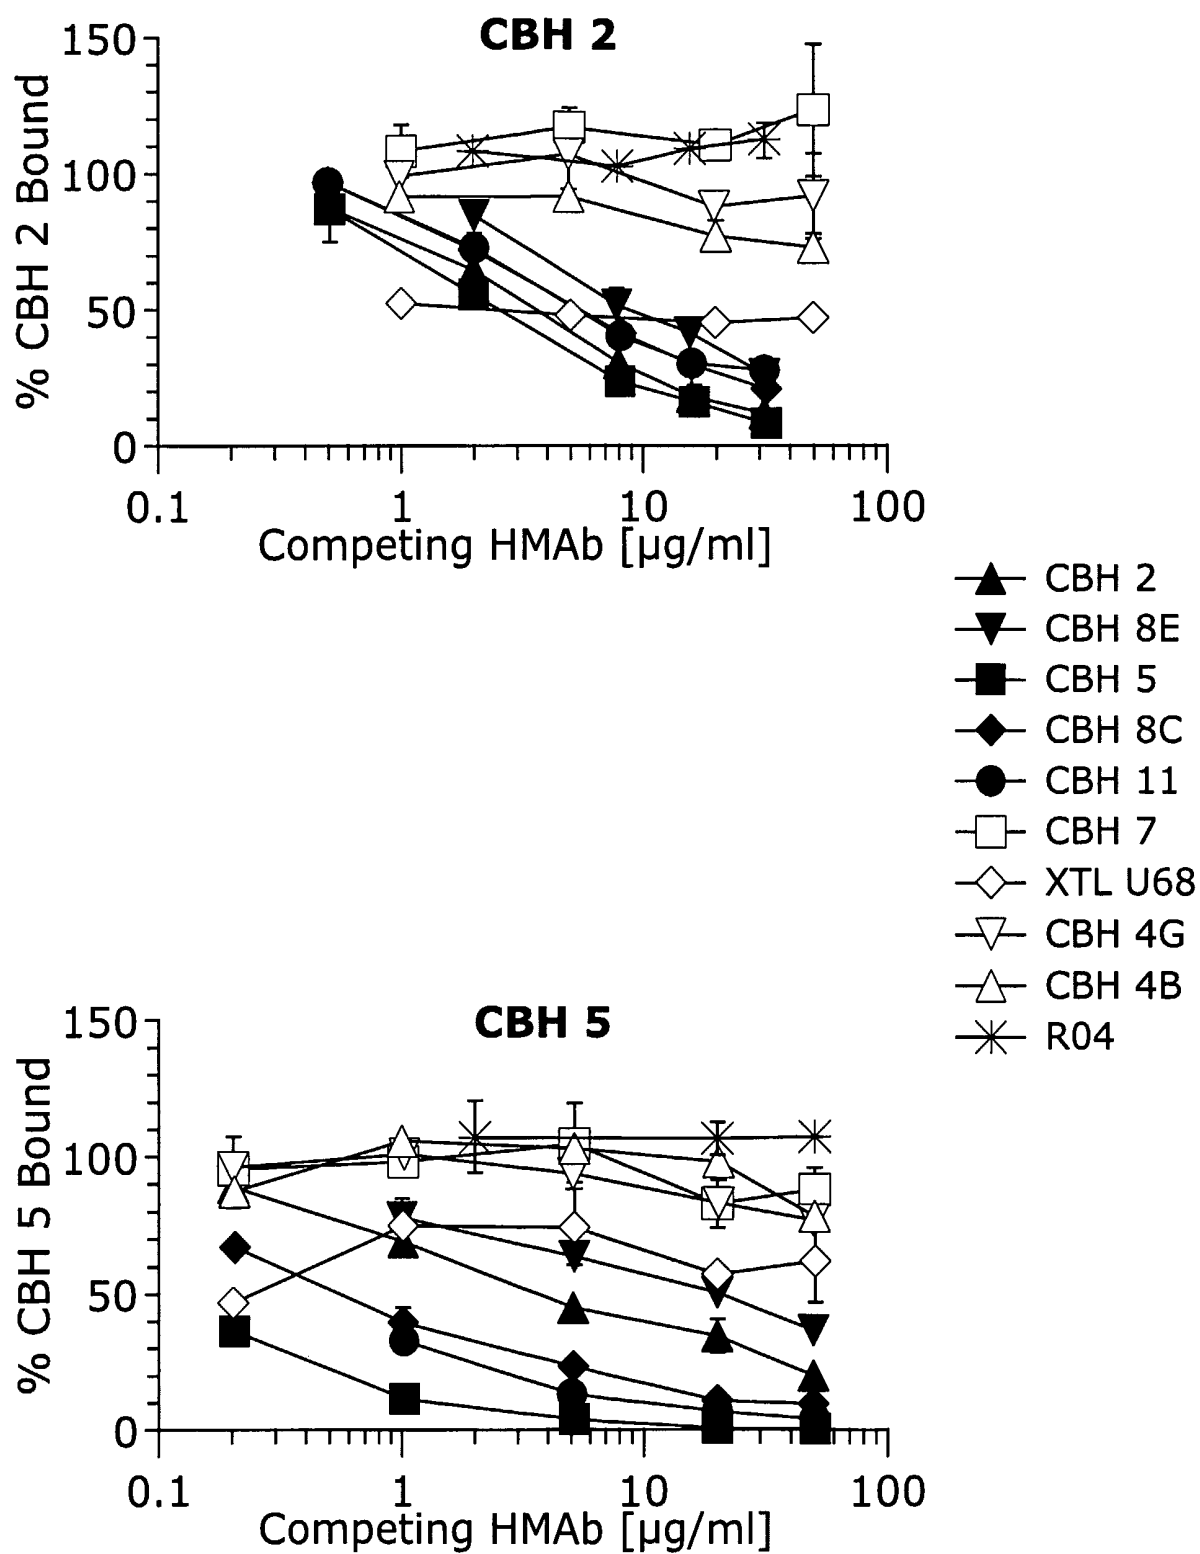 CBH 2
% CBH 2 Bound
150
100
50
0
0.1 1 10 100
Competing HMAb [µg/ml]
CBH 2
CBH 8E
CBH 5
CBH 8C
CBH 11
CBH 7
XTL U68
CBH 4G
CBH 4B
R04
CBH 5
% CBH 5 Bound
150
100
50
0
0.1 1 10 100
Competing HMAb [µg/ml]